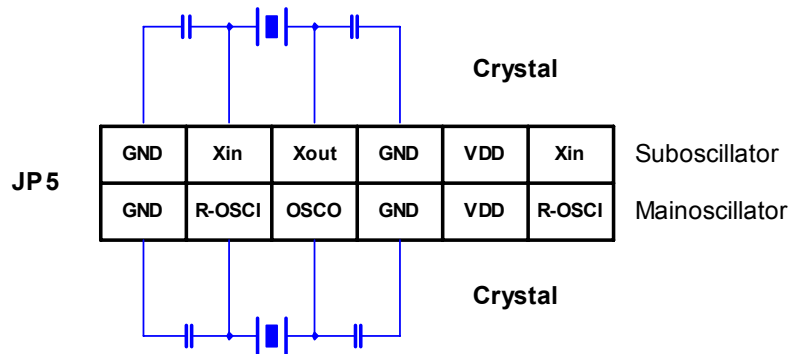 Crystal
JP5
GND Xin Xout GND VDD Xin Suboscillator
GND R-OSCI OSCO GND VDD R-OSCI Mainoscillator
Crystal